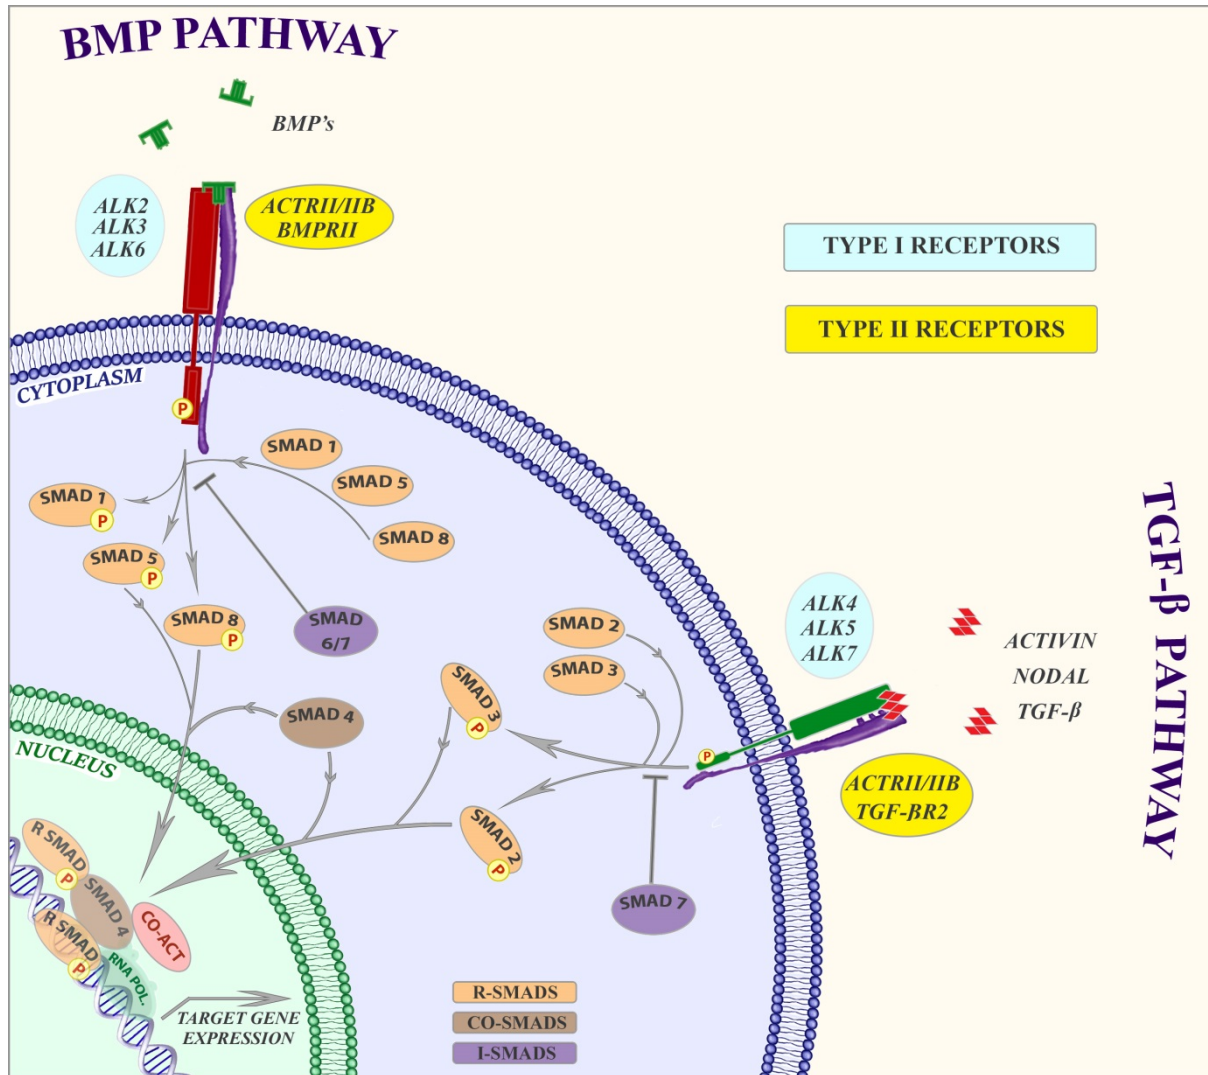 BMP PATHWAY
BMP's
ALK2
ALK3
ALK6
ACTRII/IIB
BMPRII
TYPE I RECEPTORS
TYPE II RECEPTORS
CYTOPLASM
P
SMAD 1
SMAD 5
SMAD 8
SMAD 1
P
SMAD 5
P
SMAD 8
P
SMAD
6/7
TGF-β PATHWAY
ALK4
ALK5
ALK7
ACTIVIN
NODAL
TGF-β
SMAD 2
SMAD 3
SMAD 3
P
P
ACTRII/IIB
TGF-βR2
SMAD 4
NUCLEUS
SMAD 2
P
SMAD 7
R SMAD
P
SMAD 4
CO-ACT
R SMAD
P
RNA POL.
TARGET GENE
EXPRESSION
R-SMADS
CO-SMADS
I-SMADS